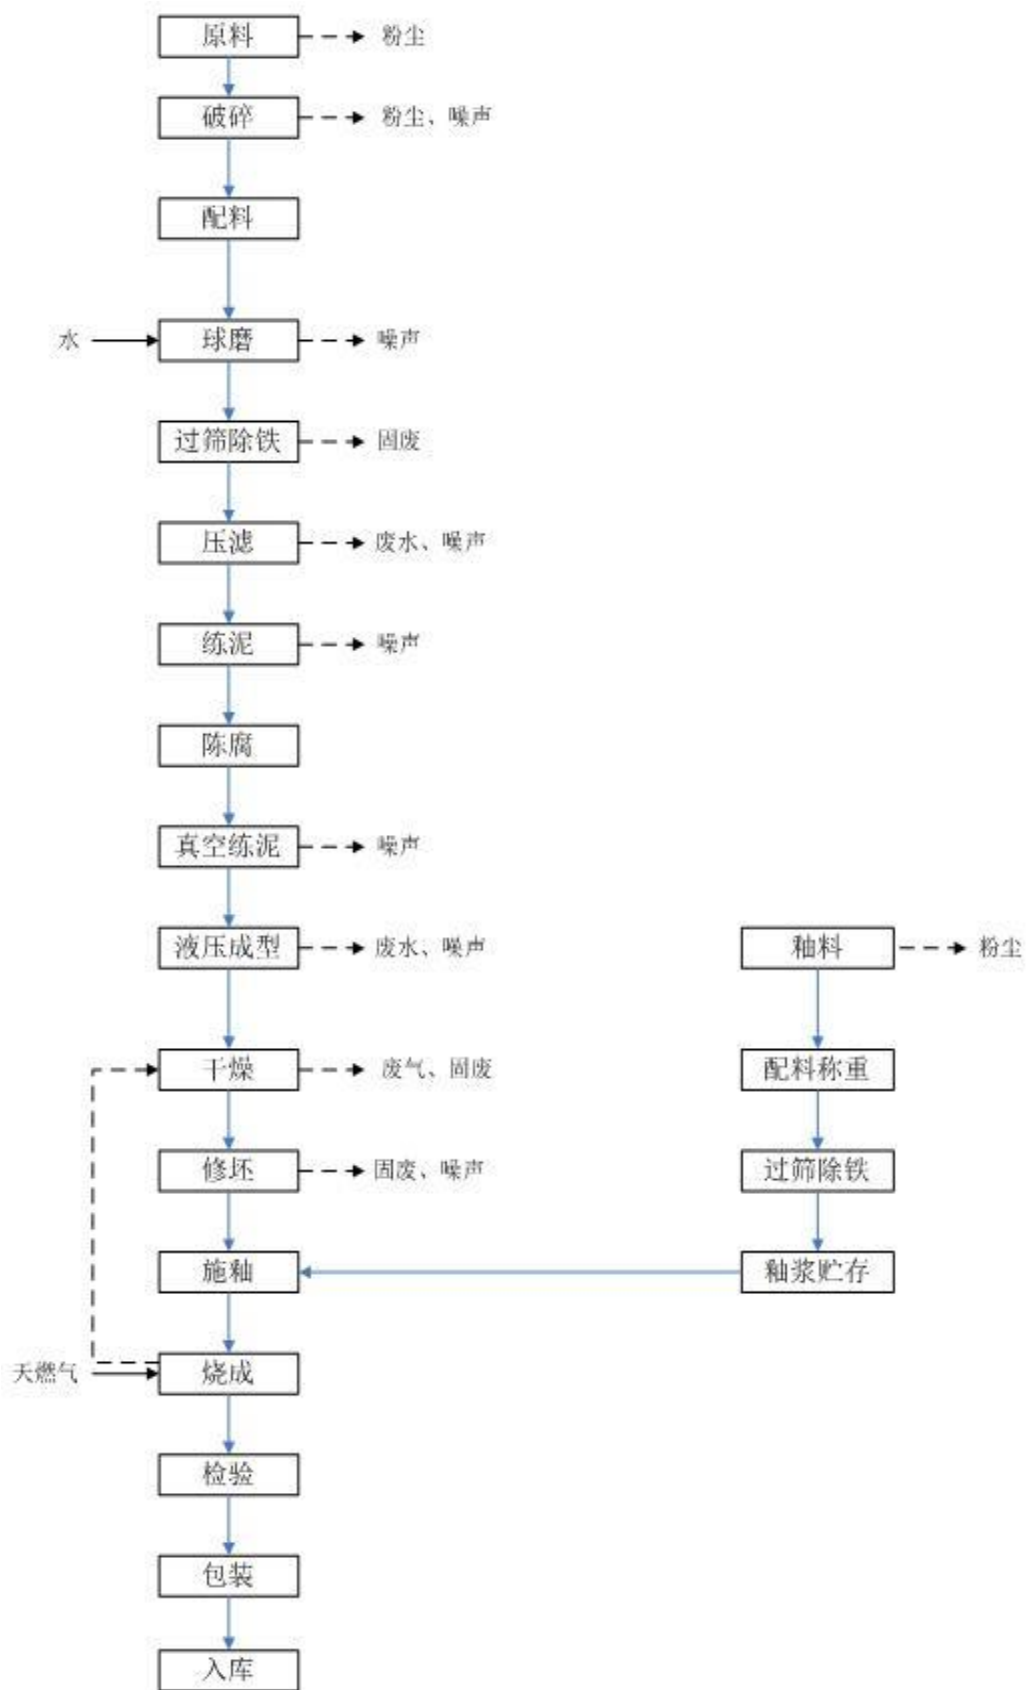 原料 粉尘
破碎 粉尘、噪声
配料
水 球磨 噪声
过筛除铁 固废
压滤 废水、噪声
练泥 噪声
陈腐
真空练泥 噪声
液压成型 废水、噪声 釉料 粉尘
干燥 废气、固废 配料称重
修坯 固废、噪声 过筛除铁
施釉 釉浆贮存
天燃气 烧成
检验
包装
入库